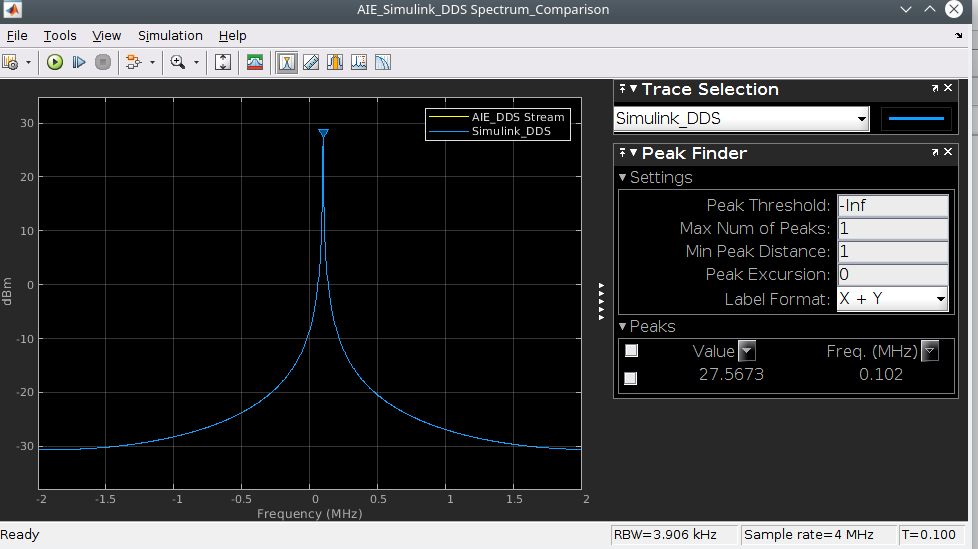 AIE_Simulink_DDS Spectrum_Comparison
File Tools View Simulation Help
Trace Selection
Simulink_DDS
Peak Finder
Settings
Peak Threshold: -Inf
Max Num of Peaks: 1
Min Peak Distance: 1
Peak Excursion: 0
Label Format: X + Y
Peaks
Value Freq. (MHz)
27.5673 0.102
AIE_DDS Stream
Simulink_DDS
30
20
10
0
-10
-20
-30
dBm
-2 -1.5 -1 -0.5 0 0.5 1 1.5 2
Frequency (MHz)
Ready RBW=3.906 kHz Sample rate=4 MHz T=0.100